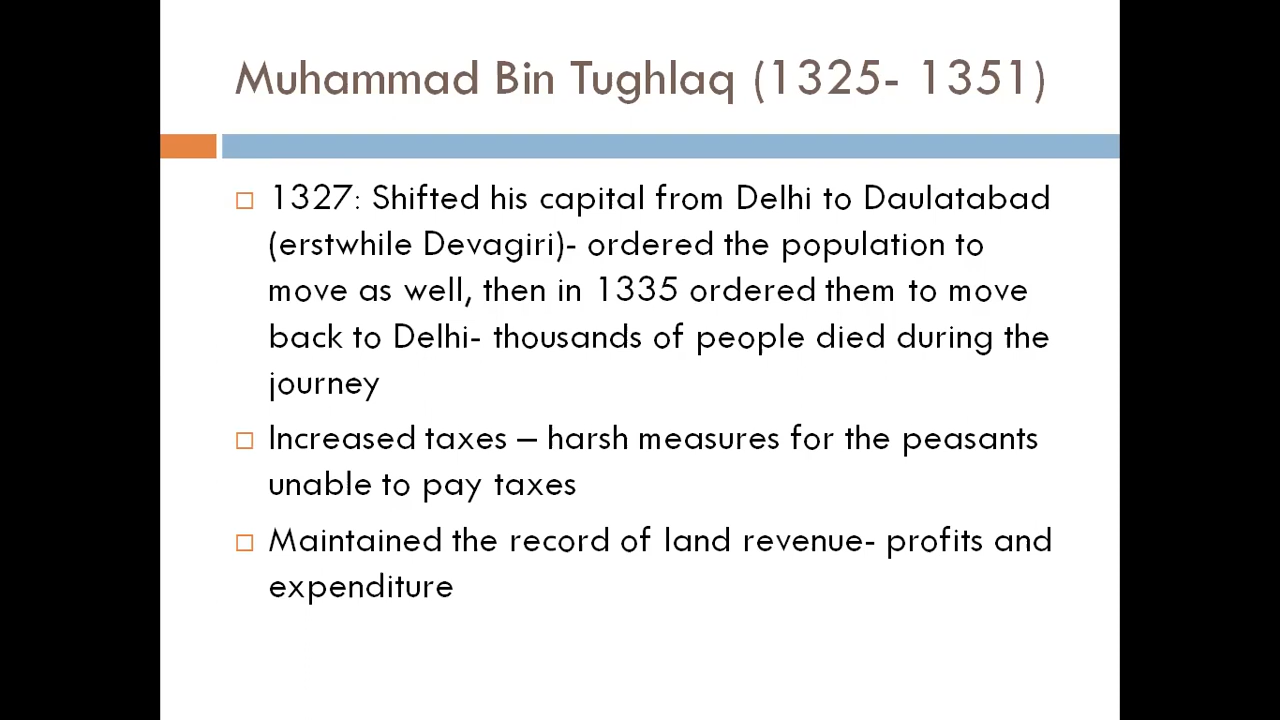 Muhammad Bin Tughlaq (1325- 1351)
1327: Shifted his capital from Delhi to Daulatabad
(erstwhile Devagiri)- ordered the population to
move as well, then in 1335 ordered them to move
back to Delhi- thousands of people died during the
journey
Increased taxes – harsh measures for the peasants
unable to pay taxes
Maintained the record of land revenue- profits and
expenditure